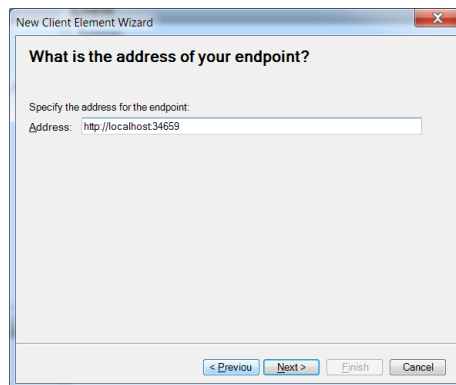 New Client Element Wizard
What is the address of your endpoint?
Specify the address for the endpoint:
Address: http://localhost:34659
< Previou Next > Finish Cancel